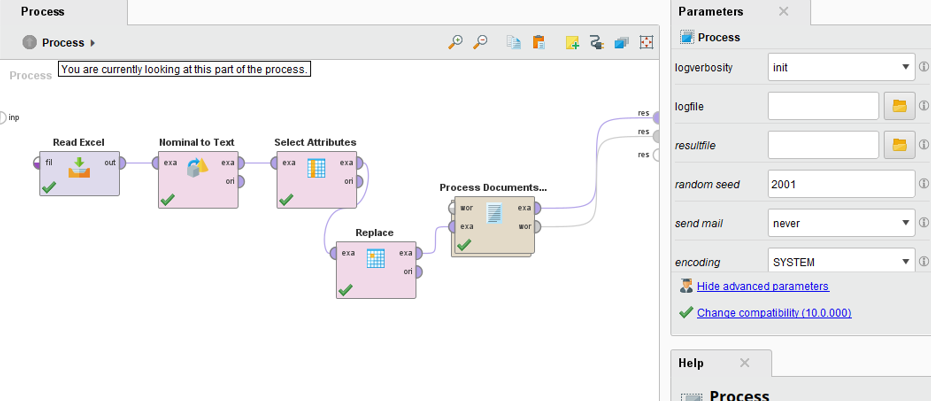 Process
Process
You are currently looking at this part of the process.
Process
inp
res
res
res
Read Excel
fil out
Nominal to Text
exa exa
ori
Select Attributes
exa exa
ori
Process Documents...
wor exa
exa wor
Replace
exa exa
ori
Parameters
Process
logverbosity init
logfile
resultfile
random seed 2001
send mail never
encoding SYSTEM
Hide advanced parameters
Change compatibility (10.0.000)
Help
Process